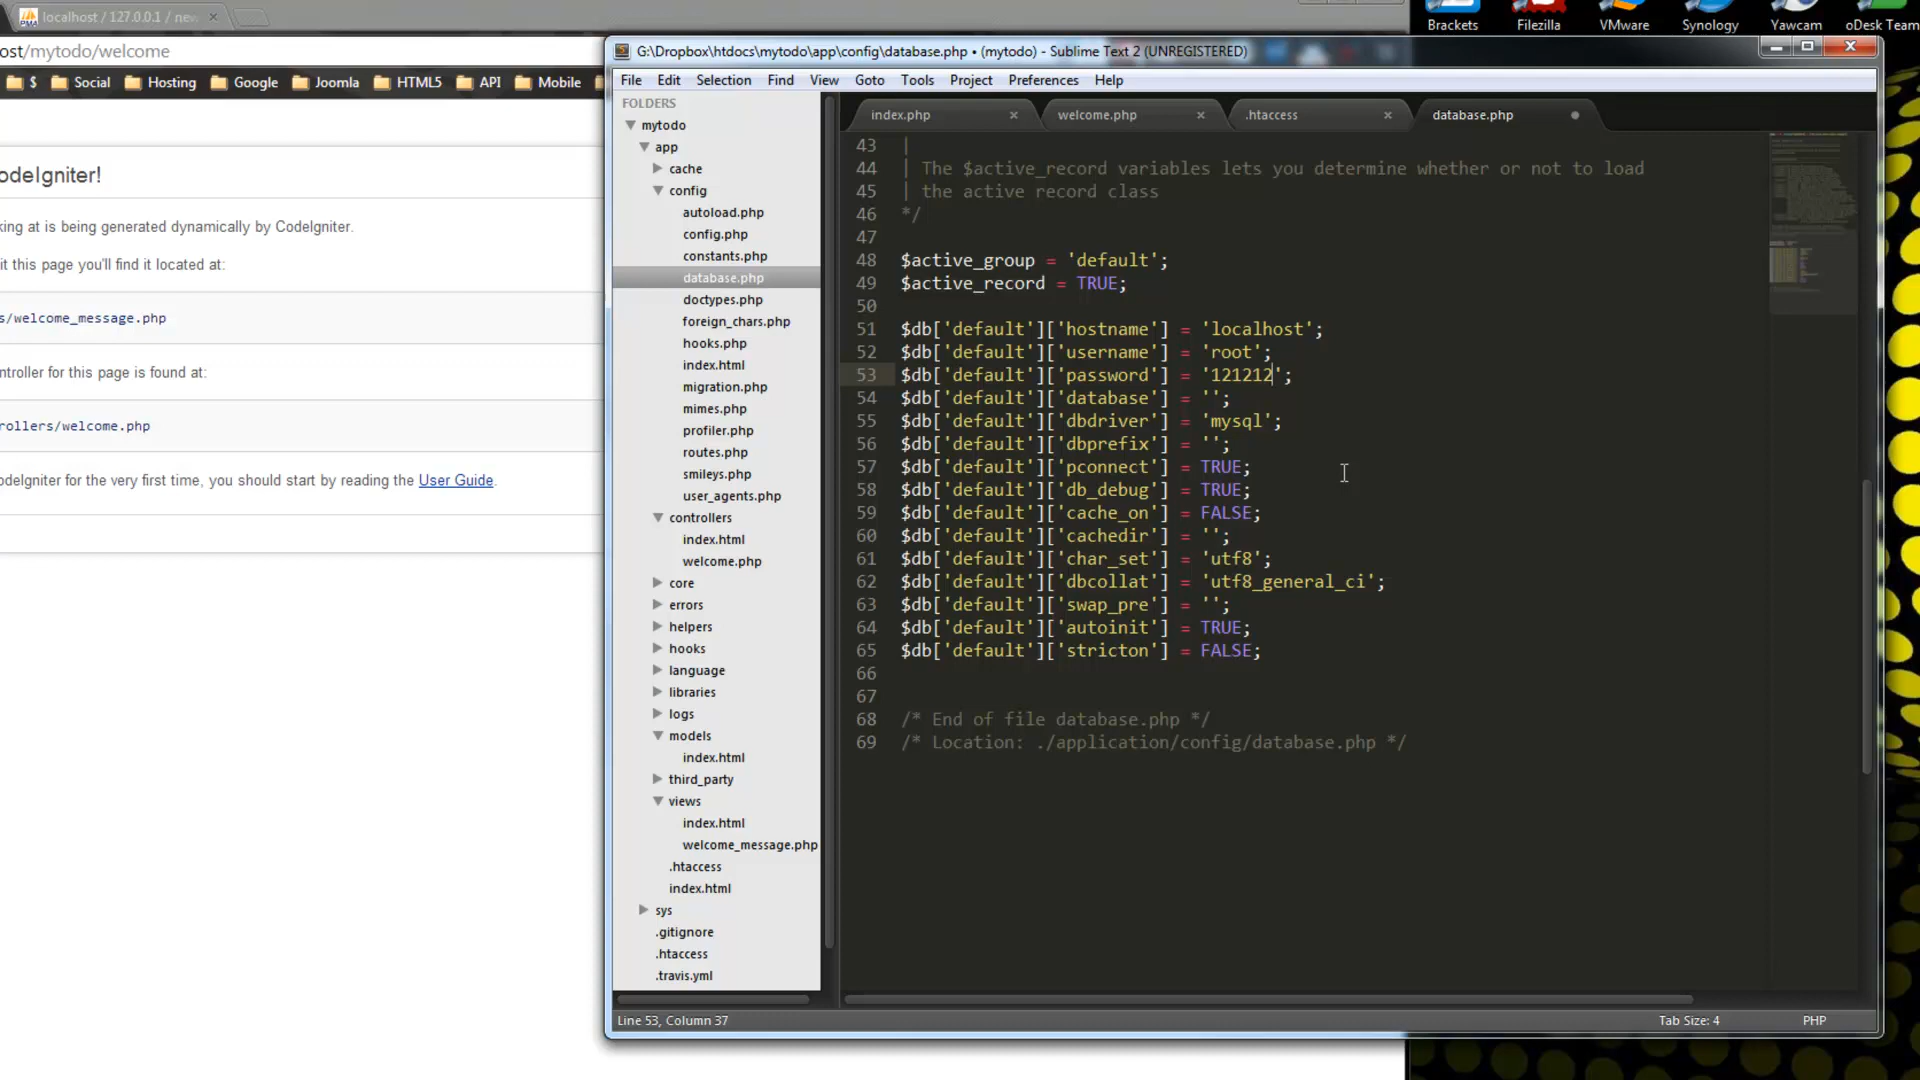 localhost / 127.0.0.1 / new
ost/mytodo/welcome
$ Social Hosting Google Joomla HTML5 API Mobile
odeIgniter!
king at is being generated dynamically by CodeIgniter.
it this page you'll find it located at:
s/welcome_message.php
ntroller for this page is found at:
rollers/welcome.php
odeIgniter for the very first time, you should start by reading the User Guide.
Brackets Filezilla VMware Synology Yawcam oDesk Team
G:\Dropbox\htdocs\mytodo\app\config\database.php • (mytodo) - Sublime Text 2 (UNREGISTERED)
File Edit Selection Find View Goto Tools Project Preferences Help
FOLDERS
mytodo
app
cache
config
autoload.php
config.php
constants.php
database.php
doctypes.php
foreign_chars.php
hooks.php
index.html
migration.php
mimes.php
profiler.php
routes.php
smileys.php
user_agents.php
controllers
index.html
welcome.php
core
errors
helpers
hooks
language
libraries
logs
models
index.html
third_party
views
index.html
welcome_message.php
.htaccess
index.html
sys
.gitignore
.htaccess
.travis.yml
index.php welcome.php .htaccess database.php
43 |
44 | The $active_record variables lets you determine whether or not to load
45 | the active record class
46 */
47
48 $active_group = 'default';
49 $active_record = TRUE;
50
51 $db['default']['hostname'] = 'localhost';
52 $db['default']['username'] = 'root';
53 $db['default']['password'] = '121212';
54 $db['default']['database'] = '';
55 $db['default']['dbdriver'] = 'mysql';
56 $db['default']['dbprefix'] = '';
57 $db['default']['pconnect'] = TRUE;
58 $db['default']['db_debug'] = TRUE;
59 $db['default']['cache_on'] = FALSE;
60 $db['default']['cachedir'] = '';
61 $db['default']['char_set'] = 'utf8';
62 $db['default']['dbcollat'] = 'utf8_general_ci';
63 $db['default']['swap_pre'] = '';
64 $db['default']['autoinit'] = TRUE;
65 $db['default']['stricton'] = FALSE;
66
67
68 /* End of file database.php */
69 /* Location: ./application/config/database.php */
Line 53, Column 37
Tab Size: 4 PHP